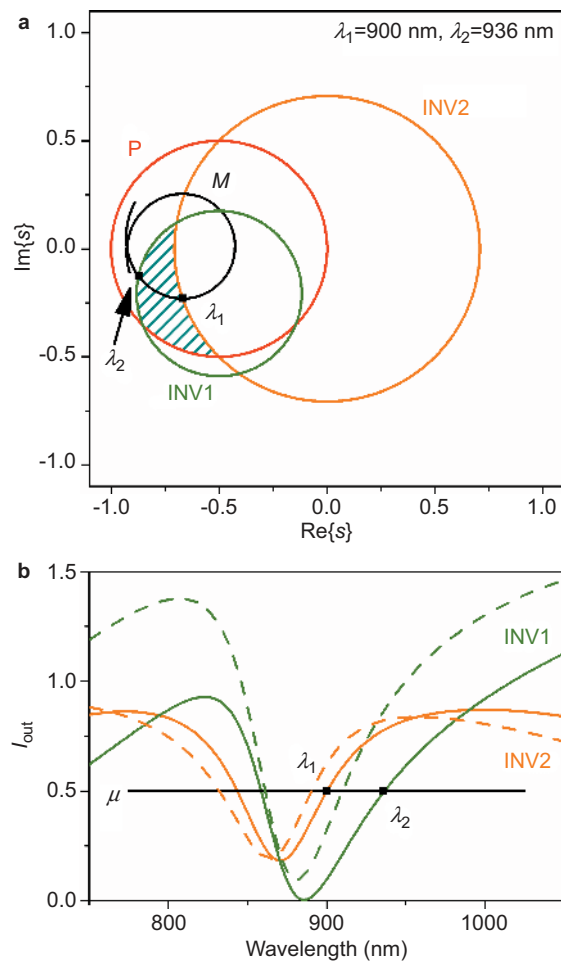 a
λ1=900 nm, λ2=936 nm
1.0
INV2
P
0.5
M
Im{s}
0.0
λ1
λ2
-0.5
INV1
-1.0
-1.0 -0.5 0.0 0.5 1.0
Re{s}
b
1.5
INV1
1.0
Iout
INV2
λ1
0.5
μ
λ2
0.0
800 900 1000
Wavelength (nm)